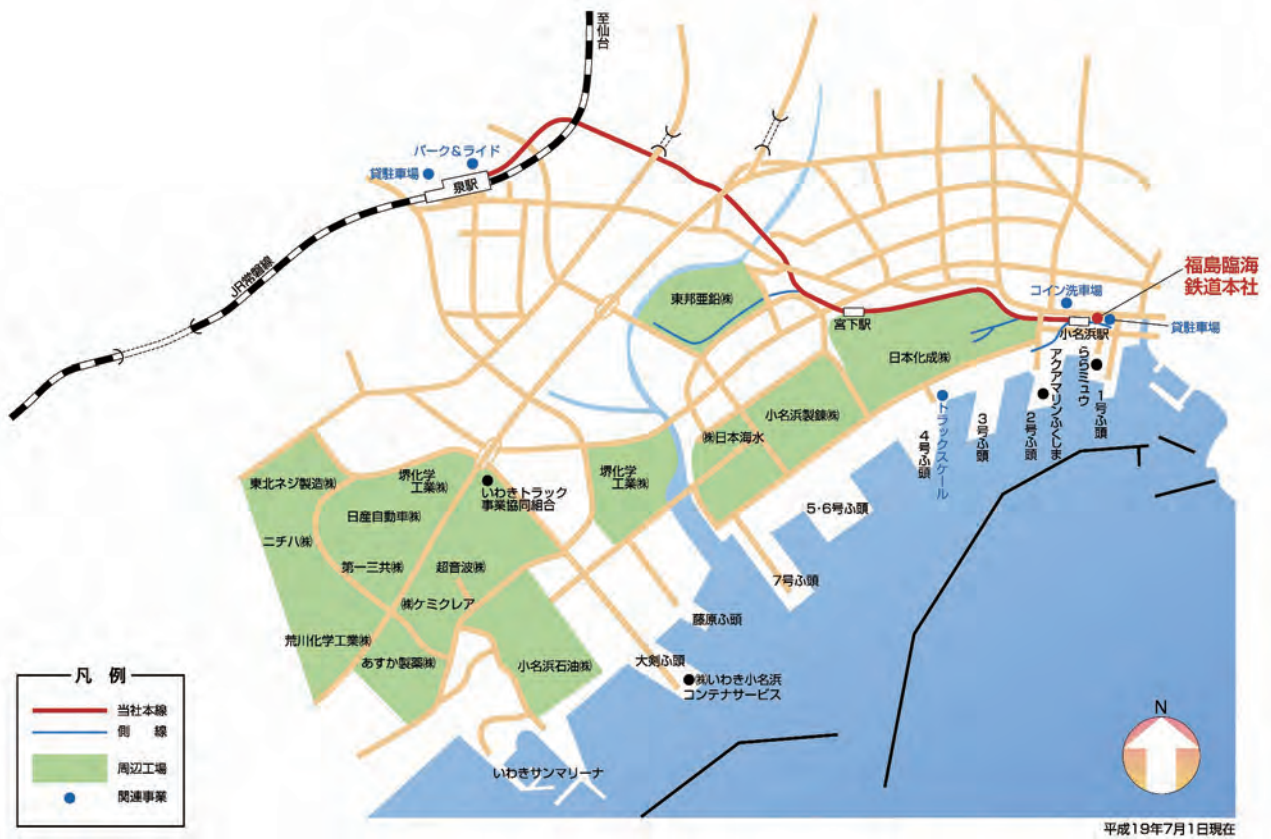 至仙台
パーク&ライド
貸駐車場
泉駅
JR常磐線
福島臨海
鉄道本社
コイン洗車場
東邦亜鉛㈱
宮下駅
小名浜駅
貸駐車場
日本化成㈱
アクアマリンふくしま
ららミュウ
1号ふ頭
2号ふ頭
3号ふ頭
トラックスケール
4号ふ頭
小名浜製錬㈱
㈱日本海水
5・6号ふ頭
東北ネジ製造㈱
堺化学
工業㈱
いわきトラック
事業協同組合
堺化学
工業㈱
日産自動車㈱
ニチハ㈱
第一三共㈱
超音波㈱
7号ふ頭
㈱ケミクレア
藤原ふ頭
荒川化学工業㈱
あすか製薬㈱
小名浜石油㈱
大剣ふ頭
㈱いわき小名浜
コンテナサービス
いわきサンマリーナ
凡 例
当社本線
側 線
周辺工場
関連事業
N
平成19年7月1日現在